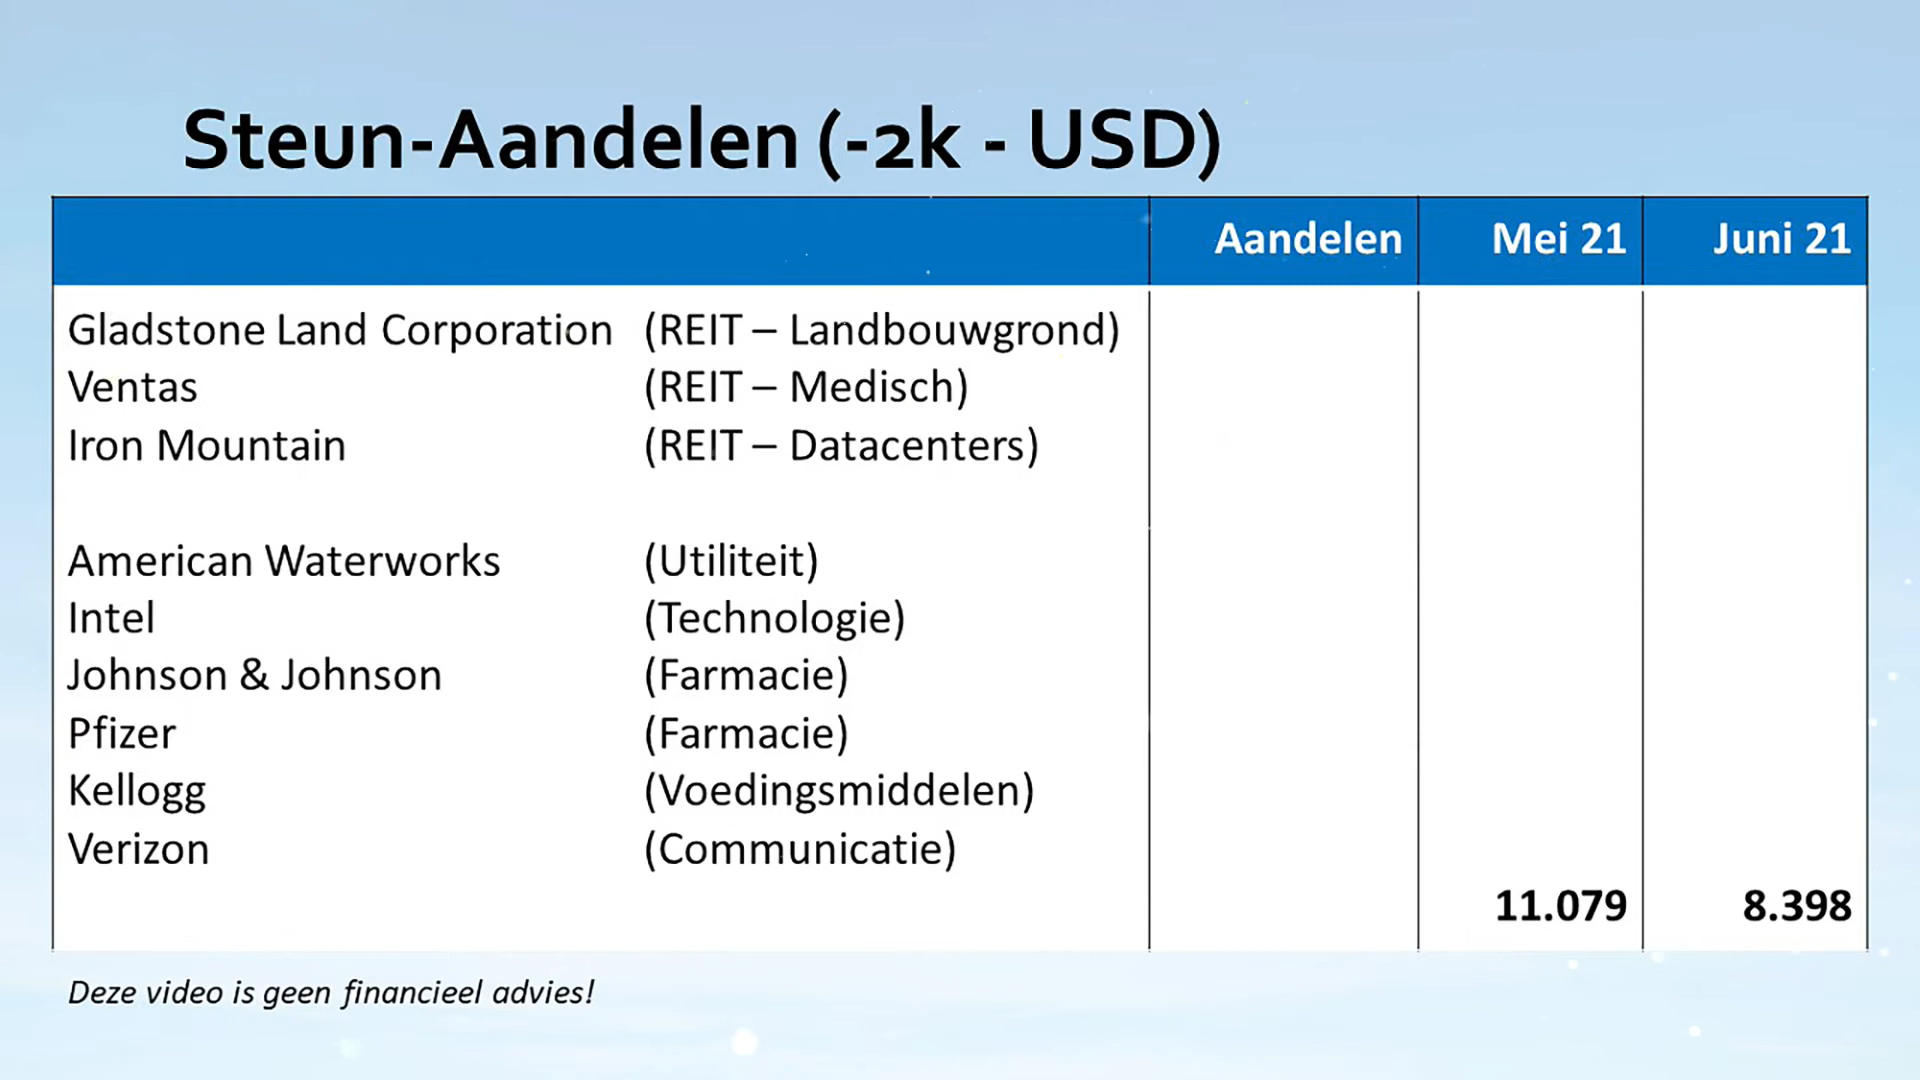 Steun-Aandelen (-2k - USD)
Aandelen Mei 21 Juni 21
Gladstone Land Corporation (REIT – Landbouwgrond)
Ventas (REIT – Medisch)
Iron Mountain (REIT – Datacenters)
American Waterworks (Utiliteit)
Intel (Technologie)
Johnson & Johnson (Farmacie)
Pfizer (Farmacie)
Kellogg (Voedingsmiddelen)
Verizon (Communicatie)
11.079 8.398
Deze video is geen financieel advies!